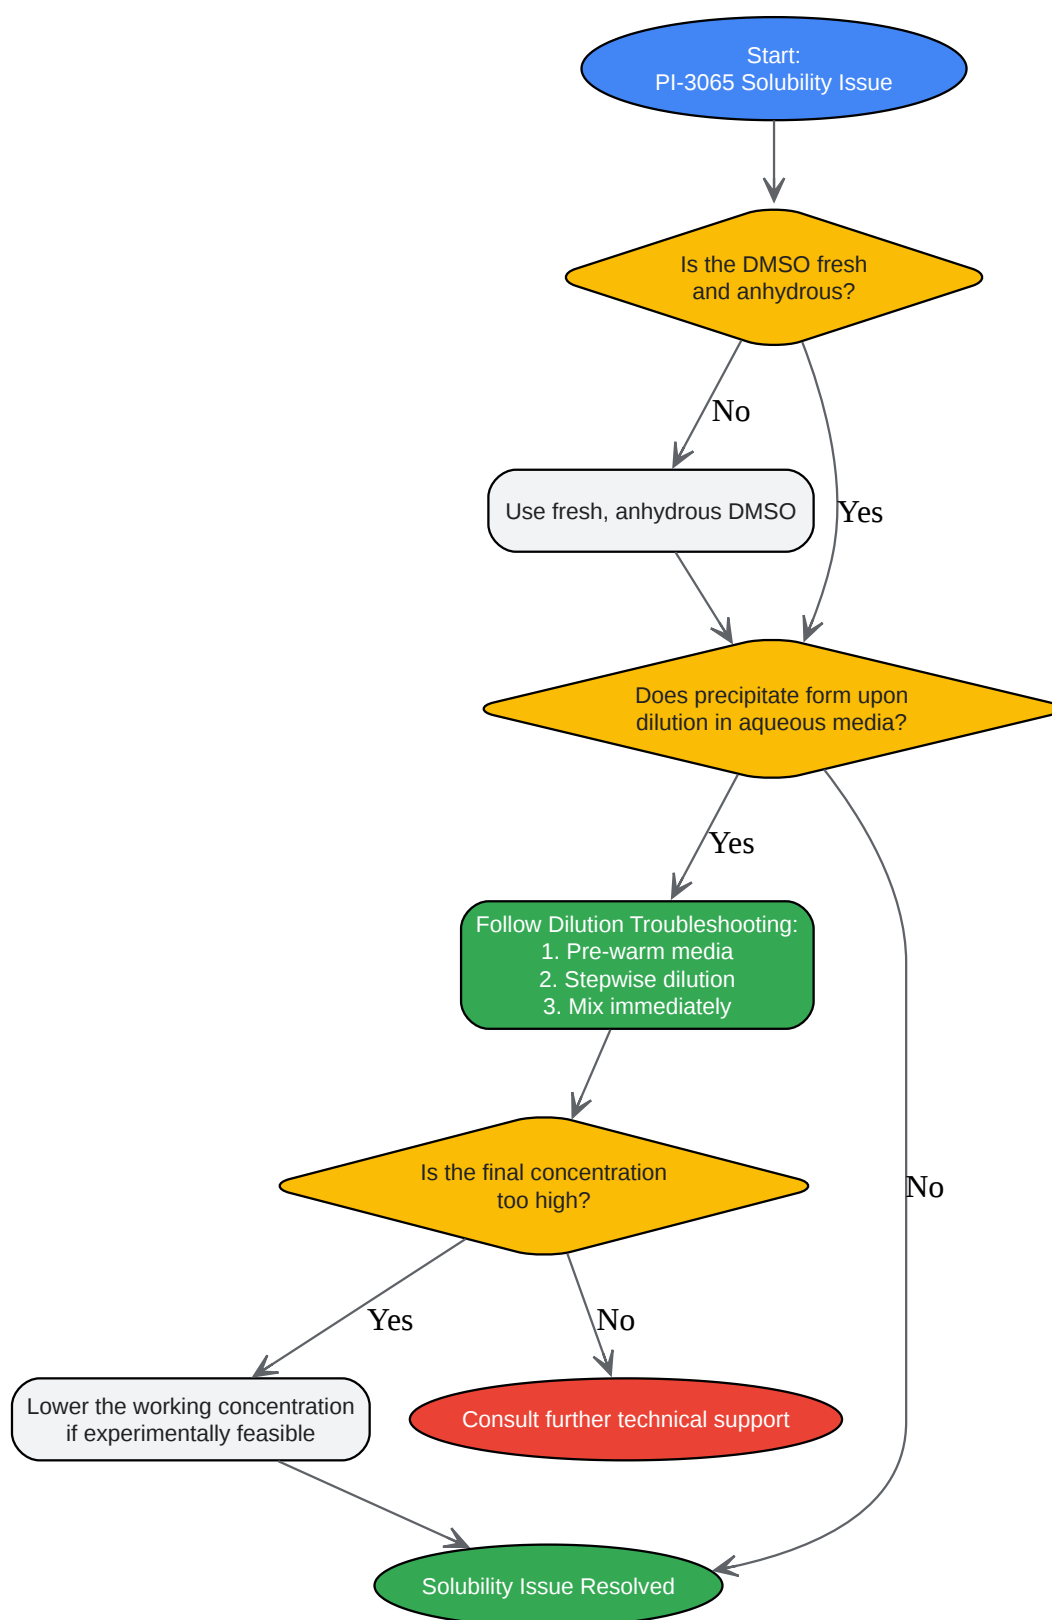 Start:
PI-3065 Solubility Issue
Is the DMSO fresh
and anhydrous?
No
Use fresh, anhydrous DMSO
Yes
Does precipitate form upon
dilution in aqueous media?
Yes
Follow Dilution Troubleshooting:
1. Pre-warm media
2. Stepwise dilution
3. Mix immediately
Is the final concentration
too high?
No
Yes
No
Lower the working concentration
if experimentally feasible
Consult further technical support
Solubility Issue Resolved